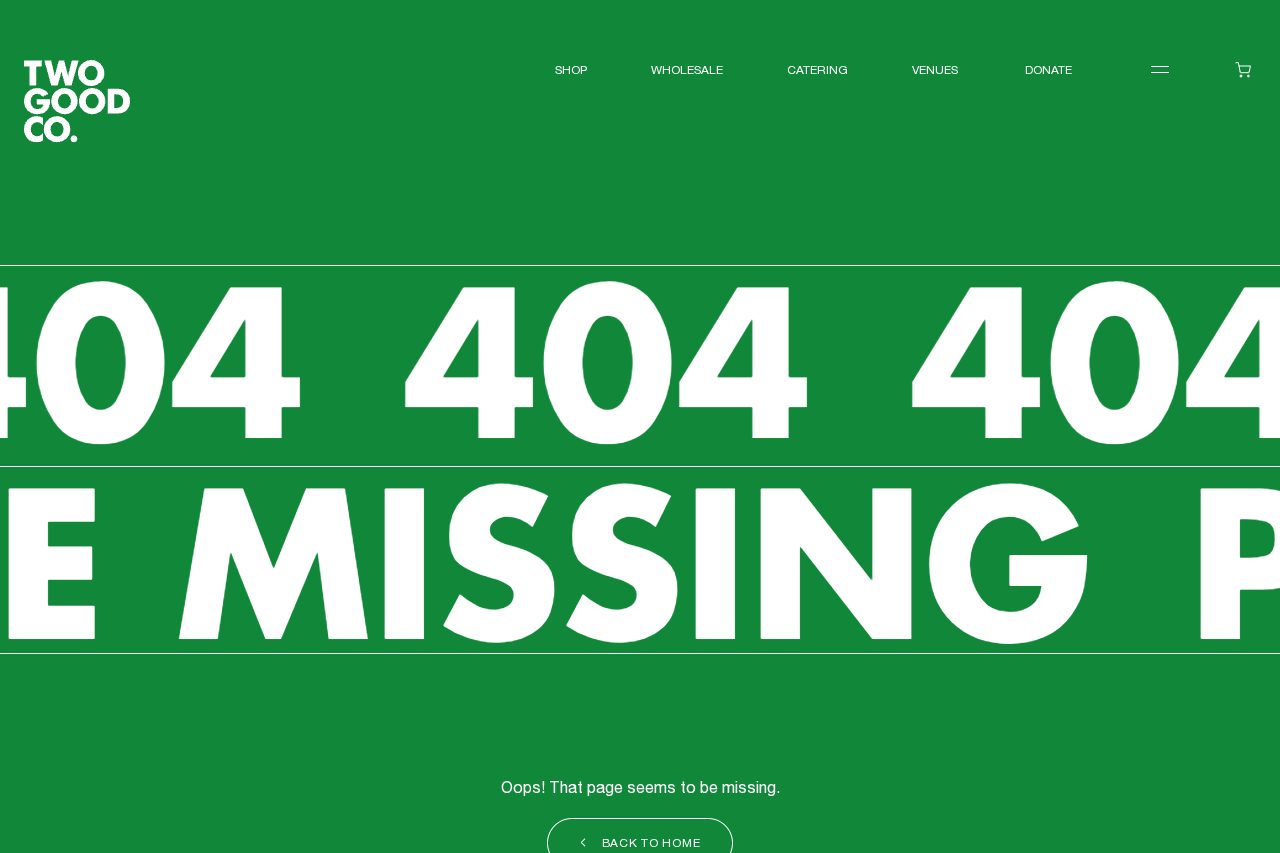 TWO
GOOD
CO.
SHOP WHOLESALE CATERING VENUES DONATE
404 404 404
E MISSING P
Oops! That page seems to be missing.
BACK TO HOME